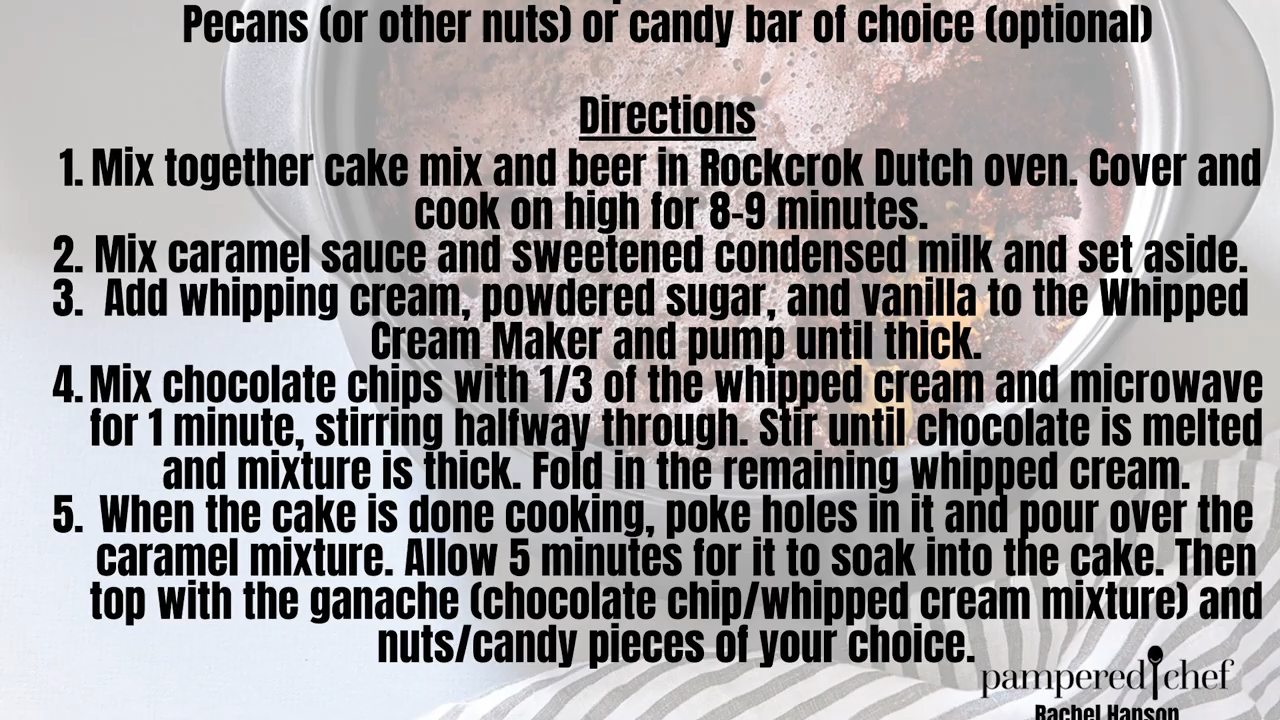 Pecans (or other nuts) or candy bar of choice (optional)
Directions
1. Mix together cake mix and beer in Rockcrok Dutch oven. Cover and
cook on high for 8-9 minutes.
2. Mix caramel sauce and sweetened condensed milk and set aside.
3. Add whipping cream, powdered sugar, and vanilla to the Whipped
Cream Maker and pump until thick.
4. Mix chocolate chips with 1/3 of the whipped cream and microwave
for 1 minute, stirring halfway through. Stir until chocolate is melted
and mixture is thick. Fold in the remaining whipped cream.
5. When the cake is done cooking, poke holes in it and pour over the
caramel mixture. Allow 5 minutes for it to soak into the cake. Then
top with the ganache (chocolate chip/whipped cream mixture) and
nuts/candy pieces of your choice.
pampered chef
Rachel Hanson